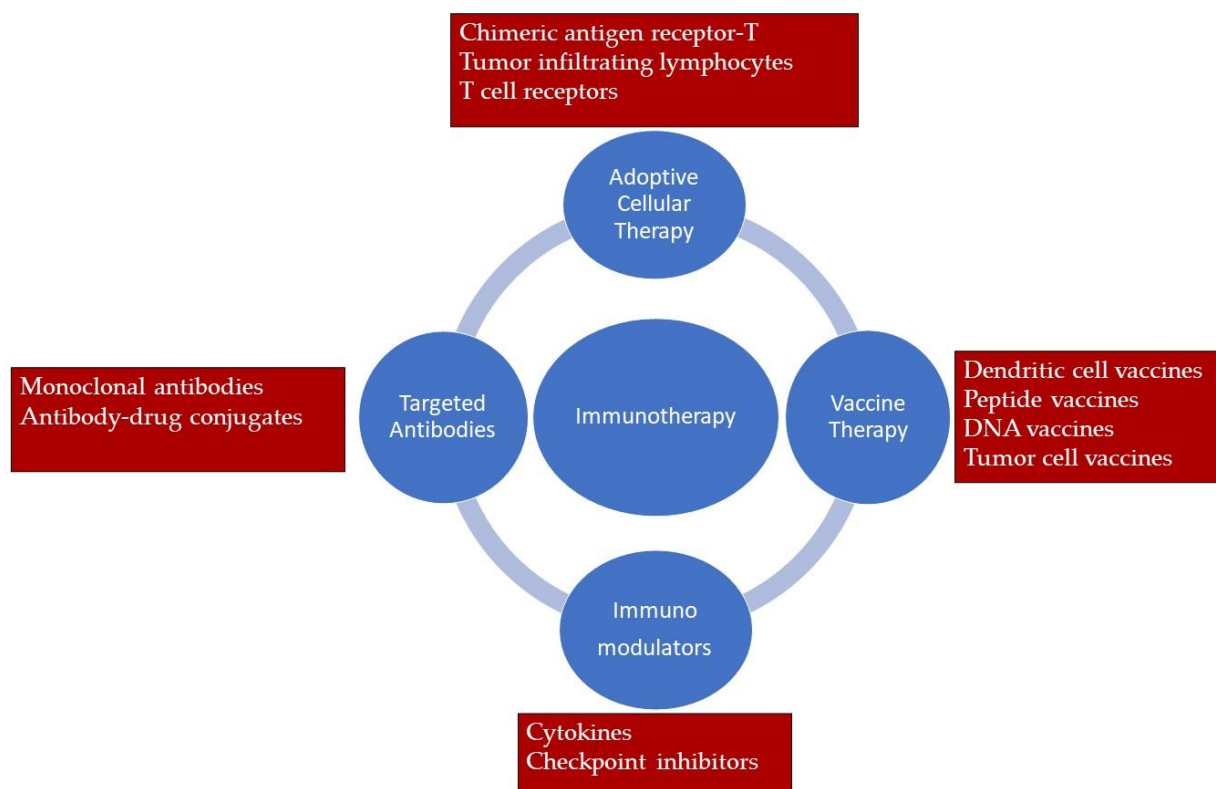 Chimeric antigen receptor-T
Tumor infiltrating lymphocytes
T cell receptors
Adoptive
Cellular
Therapy
Monoclonal antibodies
Antibody-drug conjugates
Targeted
Antibodies
Immunotherapy
Vaccine
Therapy
Dendritic cell vaccines
Peptide vaccines
DNA vaccines
Tumor cell vaccines
Immuno
modulators
Cytokines
Checkpoint inhibitors